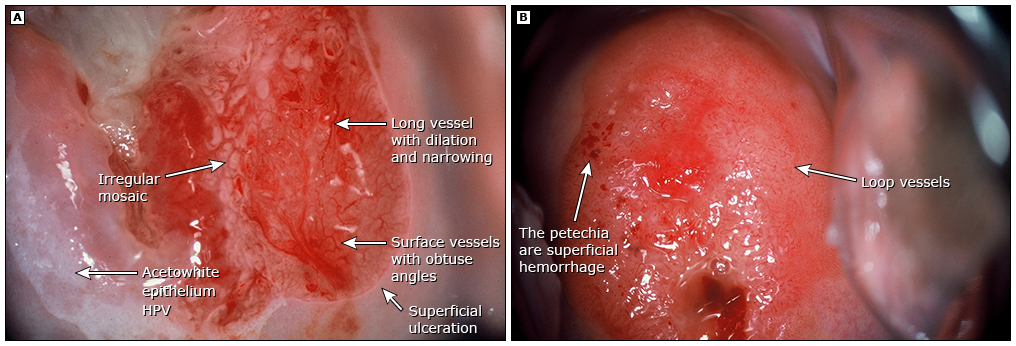 A
Long vessel
with dilation
and narrowing
Irregular
mosaic
Surface vessels
with obtuse
angles
Acetowhite
epithelium
HPV
Superficial
ulceration
B
Loop vessels
The petechia
are superficial
hemorrhage